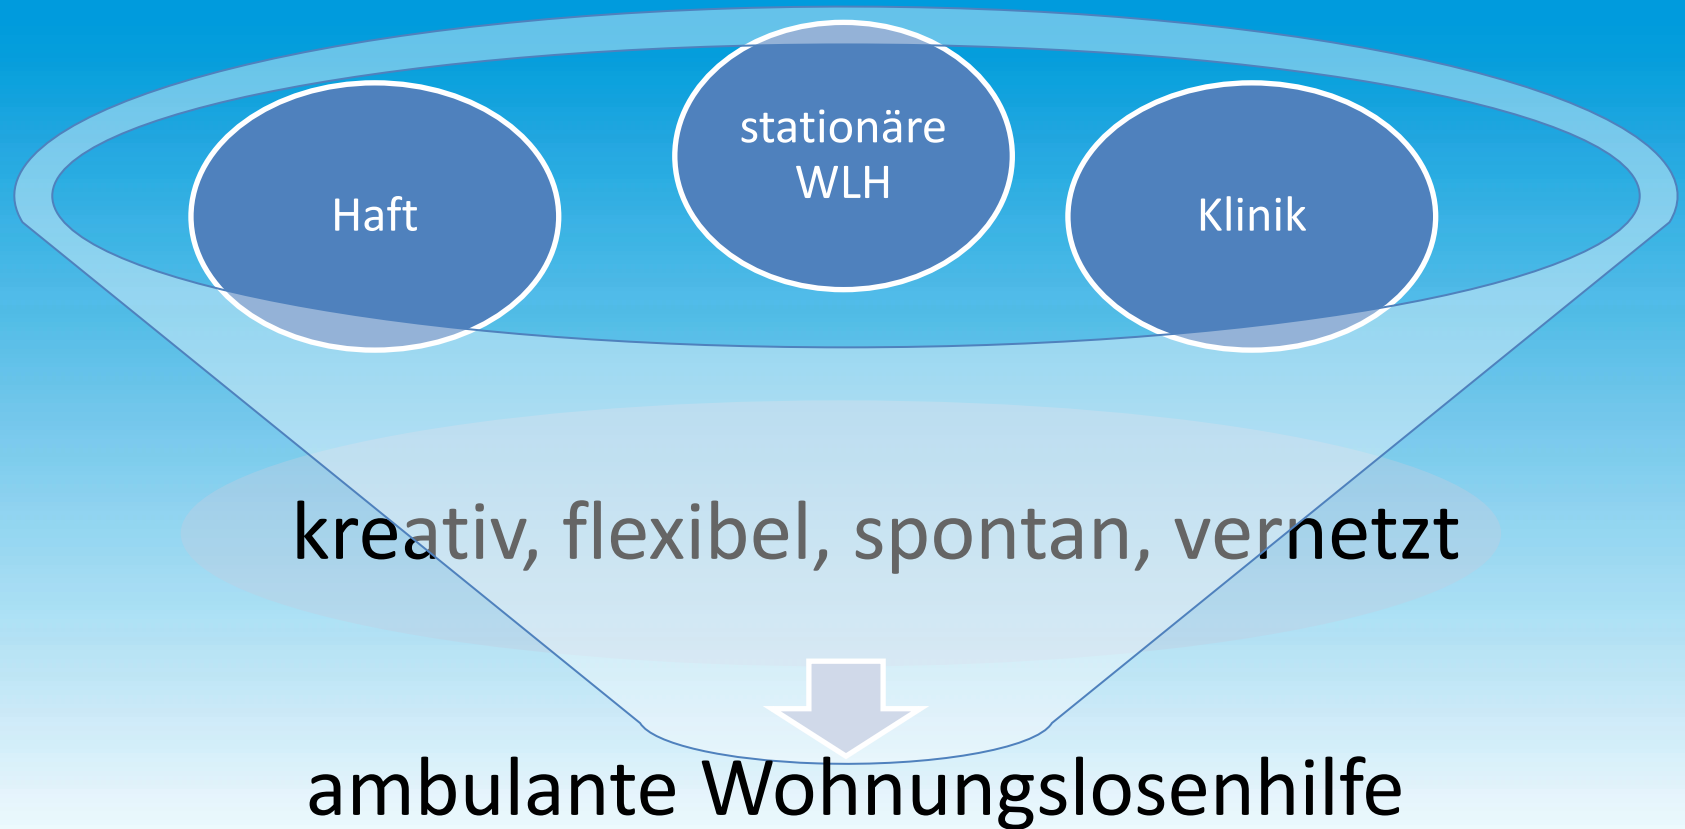 stationäre
WLH
Haft
Klinik
kreativ, flexibel, spontan, vernetzt
ambulante Wohnungslosenhilfe